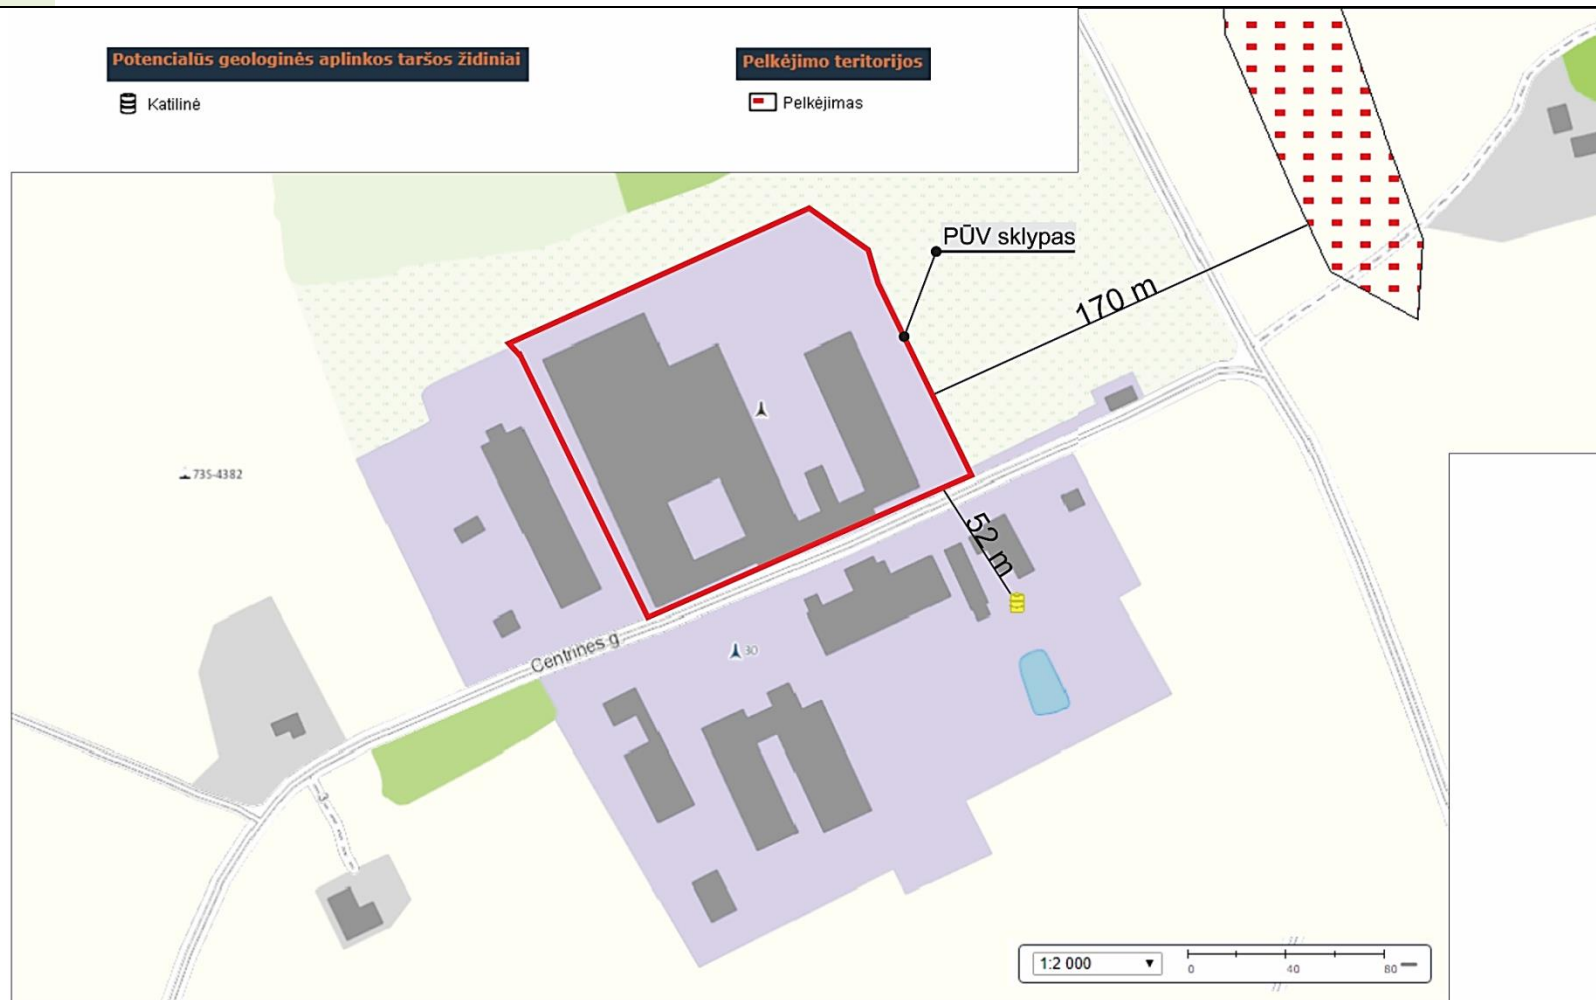 Potencialūs geologinės aplinkos taršos židiniai
Pelkėjimo teritorijos
Katilinė
Pelkėjimas
PŪV sklypas
170 m
735-4382
52 m
Centrinės g
30
1:2 000
0 40 80